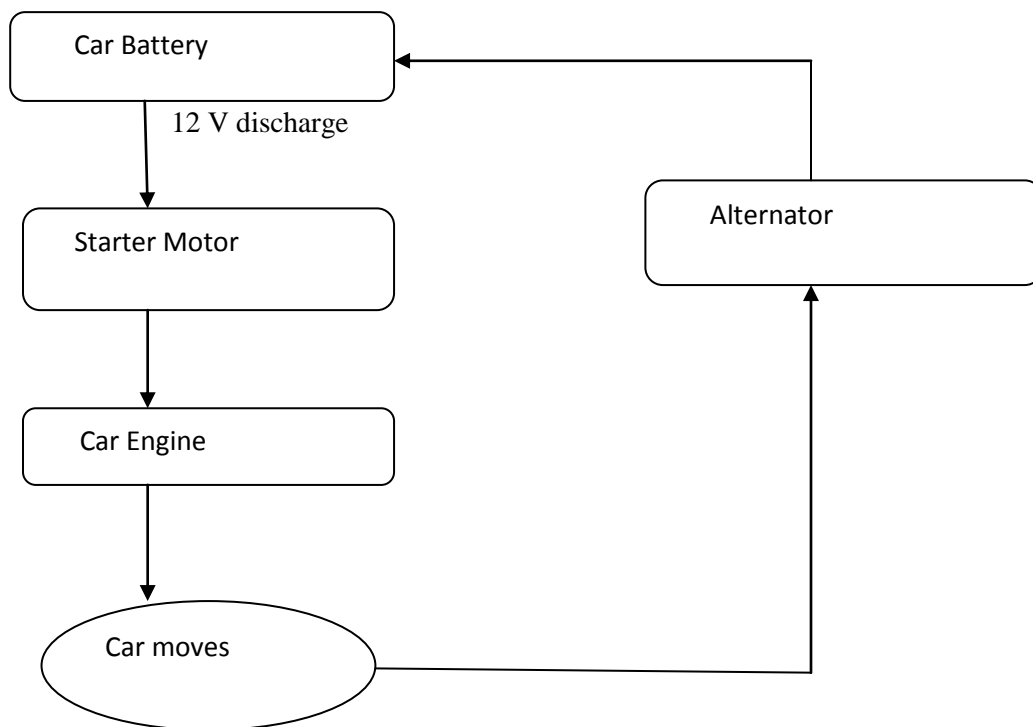 Car Battery
12 V discharge
Starter Motor
Alternator
Car Engine
Car moves